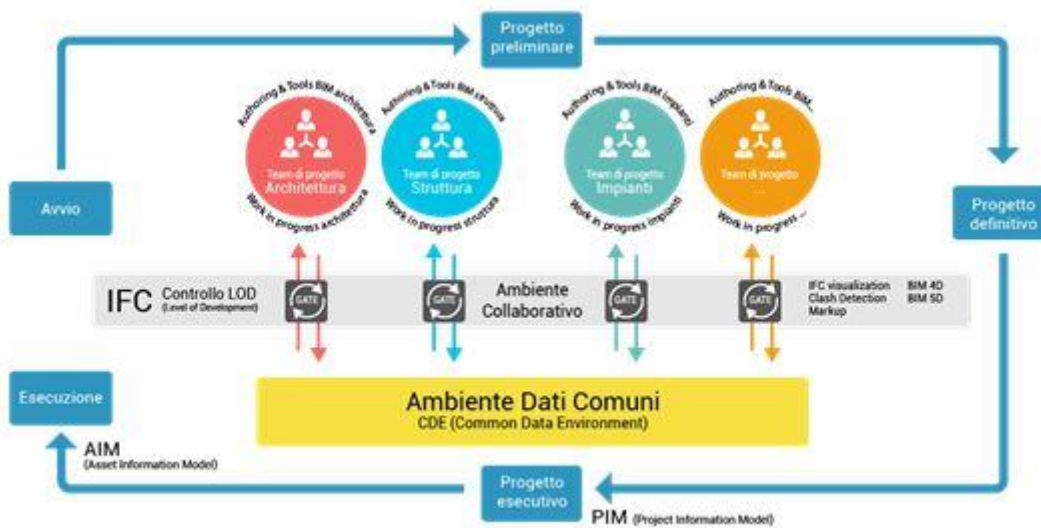 Progetto
preliminare
Authoring & Tools BIM architettura
Team di progetto
Architettura
Work in progress architettura
Authoring & Tools BIM struttura
Team di progetto
Struttura
Work in progress struttura
Authoring & Tools BIM impianti
Team di progetto
Impianti
Work in progress impianti
Authoring & Tools BIM...
Team di progetto
...
Work in progress ...
Avvio
Progetto
definitivo
IFC
Controllo LOD
(Level of Development)
GATE
GATE
Ambiente
Collaborativo
GATE
GATE
IFC visualization
Clash Detection
Markup
BIM 4D
BIM 5D
Ambiente Dati Comuni
CDE (Common Data Environment)
Esecuzione
AIM
(Asset Information Model)
Progetto
esecutivo
PIM (Project Information Model)